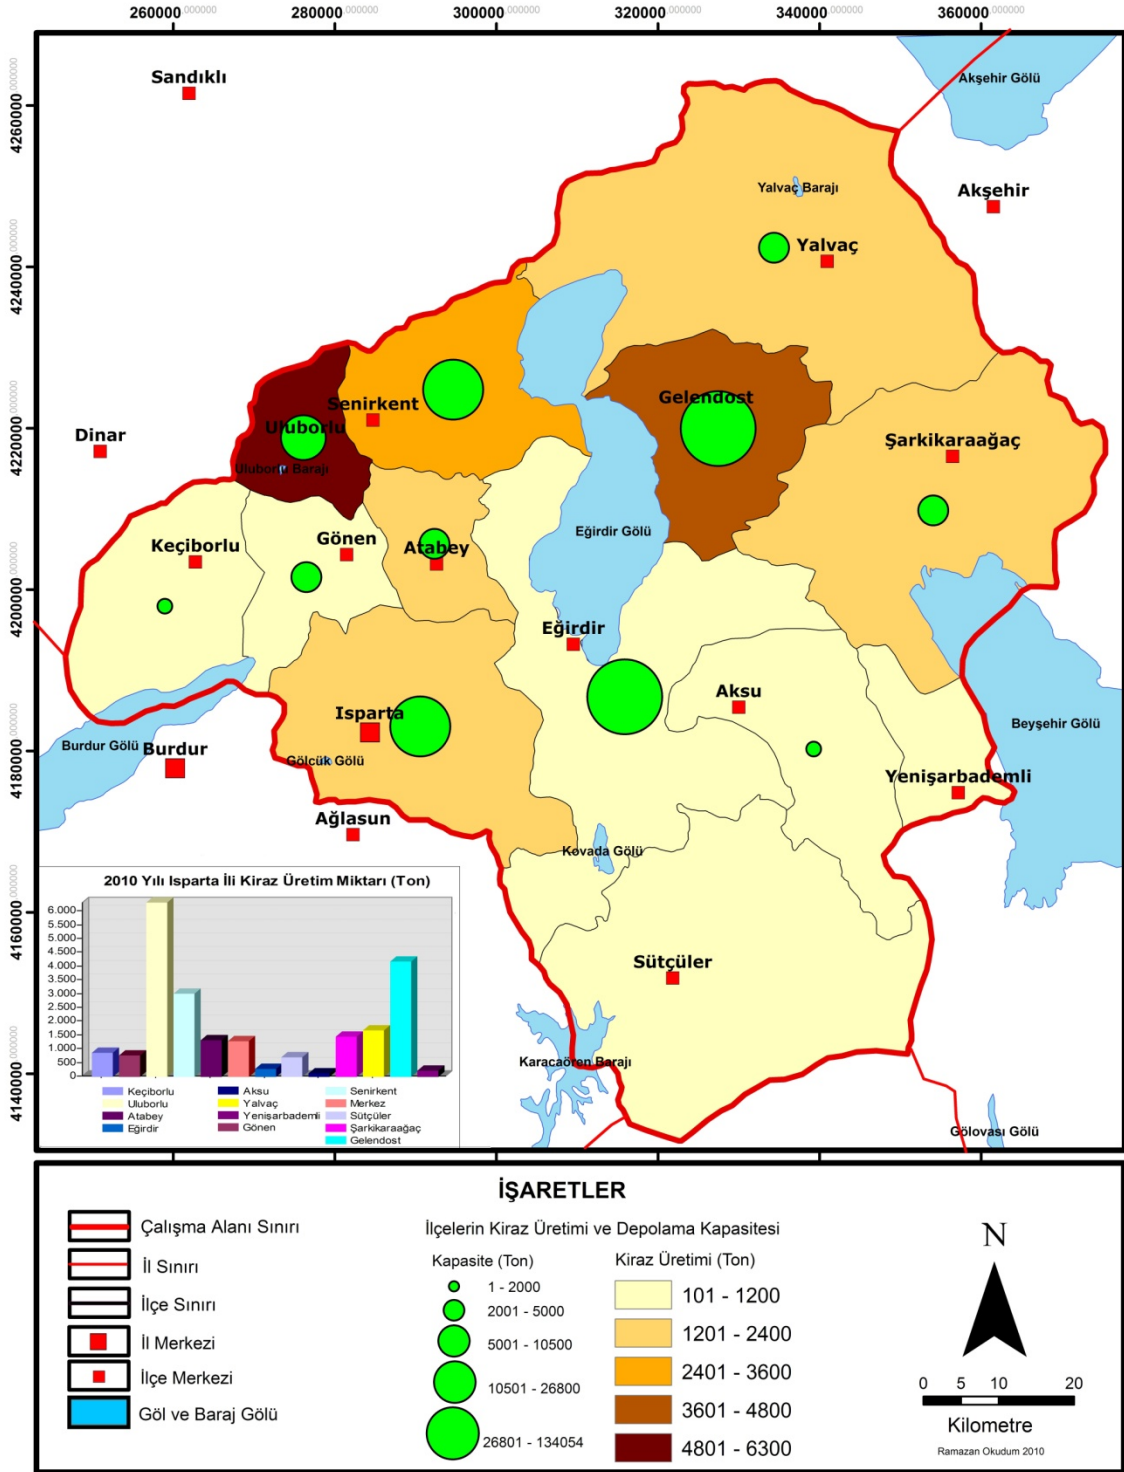 260000.000000 280000.000000 300000.000000 320000.000000 340000.000000 360000.000000
4260000.000000
4240000.000000
4220000.000000
4200000.000000
4180000.000000
4160000.000000
4140000.000000
Sandıklı
Akşehir Gölü
Yalvaç Barajı
Akşehir
Yalvaç
Senirkent
Gelendost
Uluborlu
Dinar
Şarkikaraağaç
Uluborlu Barajı
Eğirdir Gölü
Gönen
Keçiborlu
Atabey
Eğirdir
Aksu
Isparta
Beyşehir Gölü
Burdur Gölü
Burdur
Gölcük Gölü
Yenişarbademli
Ağlasun
Kovada Gölü
Sütçüler
Karacaören Barajı
Gölovası Gölü
2010 Yılı Isparta İli Kiraz Üretim Miktarı (Ton)
6.000
5.500
5.000
4.500
4.000
3.500
3.000
2.500
2.000
1.500
1.000
500
0
Keçiborlu Aksu Senirkent
Uluborlu Yalvaç Merkez
Atabey Yenişarbademli Sütçüler
Eğirdir Gönen Şarkikaraağaç
Gelendost
İŞARETLER
Çalışma Alanı Sınırı
İl Sınırı
İlçe Sınırı
İl Merkezi
İlçe Merkezi
Göl ve Baraj Gölü
İlçelerin Kiraz Üretimi ve Depolama Kapasitesi
Kapasite (Ton)
1 - 2000
2001 - 5000
5001 - 10500
10501 - 26800
26801 - 134054
Kiraz Üretimi (Ton)
101 - 1200
1201 - 2400
2401 - 3600
3601 - 4800
4801 - 6300
N
0 5 10 20
Kilometre
Ramazan Okudum 2010